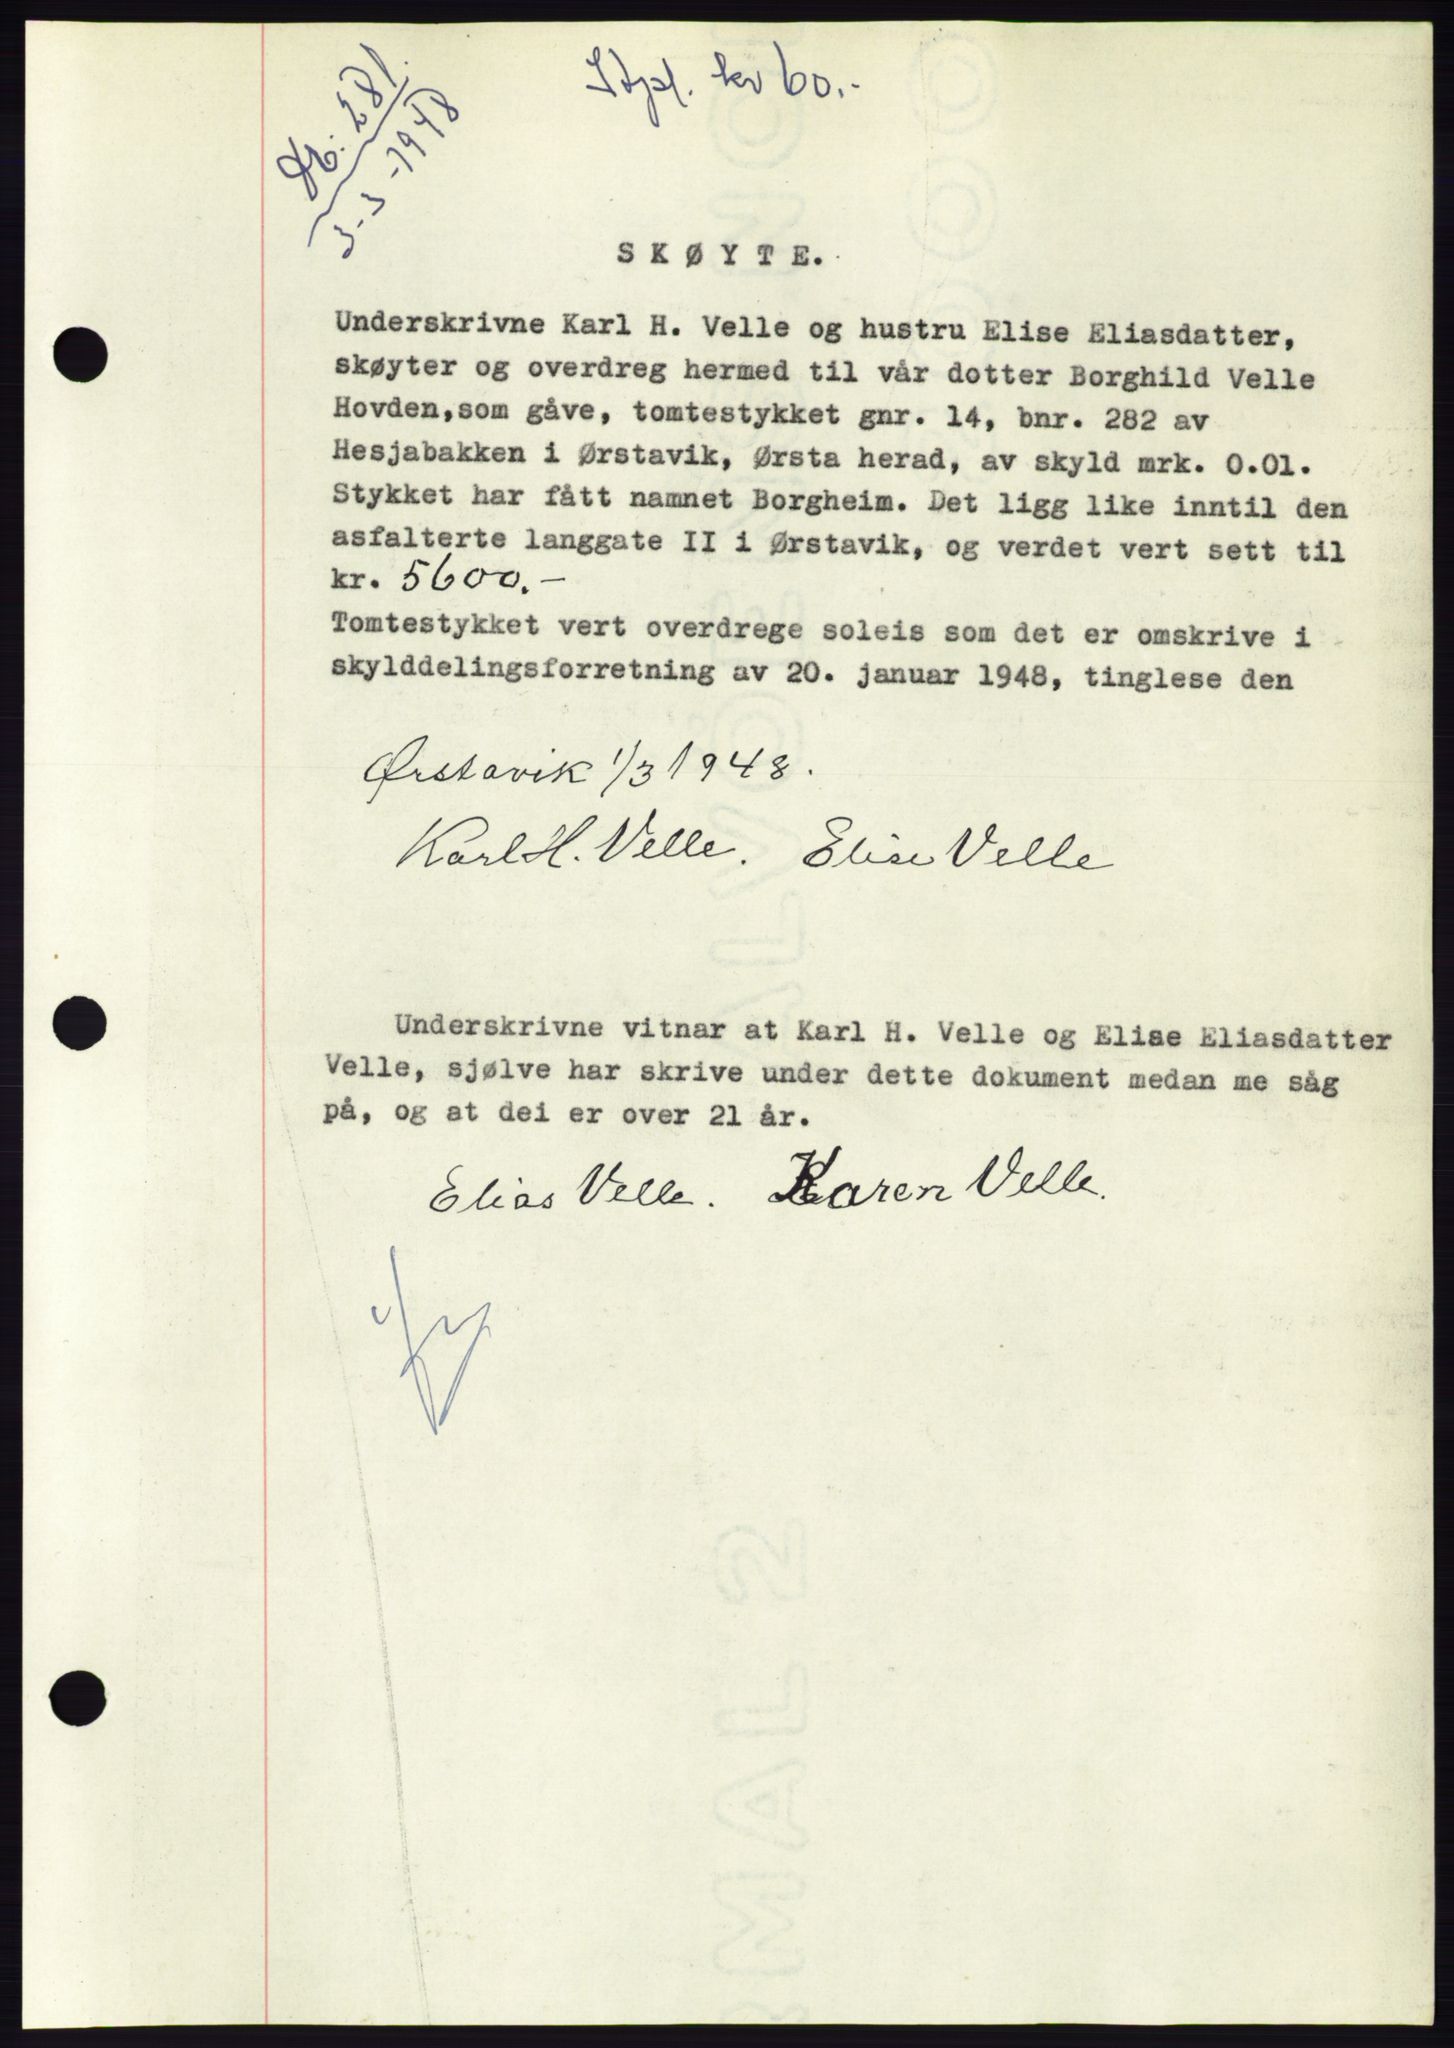 Stpl. kr 60.-
Nr. 281.
3-3-1948
SKØYTE.
Underskrivne Karl H. Velle og hustru Elise Eliasdatter,
skøyter og overdreg hermed til vår dotter Borghild Velle
Hovden,som gåve, tomtestykket gnr. 14, bnr. 282 av
Hesjabakken i Ørstavik, Ørsta herad, av skyld mrk. 0.01.
Stykket har fått namnet Borgheim. Det ligg like inntil den
asfalterte langgate II i Ørstavik, og verdet vert sett til
kr. 5600.-
Tomtestykket vert overdrege soleis som det er omskrive i
skylddelingsforretning av 20. januar 1948, tinglese den
Ørstavik 1/3 1948.
Karl H. Velle. Elise Velle
Underskrivne vitnar at Karl H. Velle og Elise Eliasdatter
Velle, sjølve har skrive under dette dokument medan me såg
på, og at dei er over 21 år.
Elias Velle. Karen Velle.